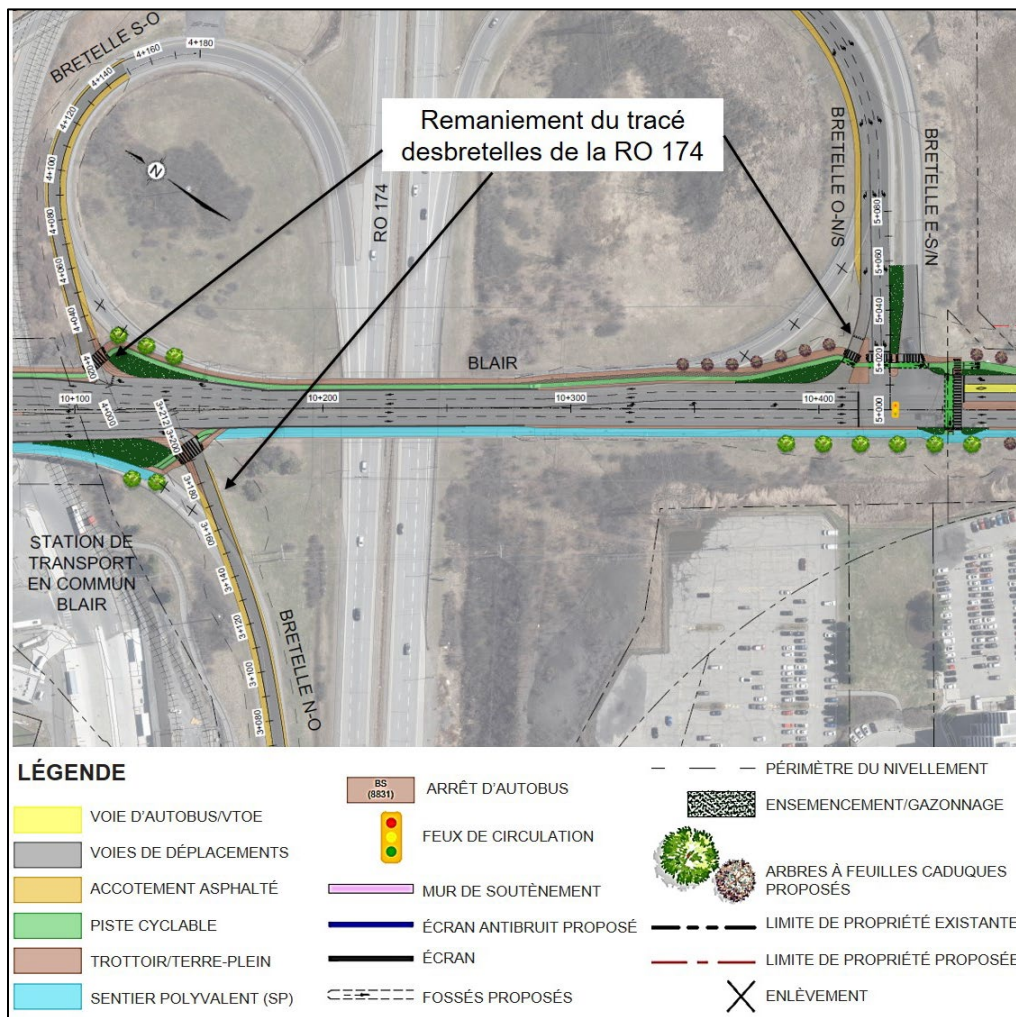 BRETELLE S-O
4+180
4+160
4+140
4+120
4+100
4+080
4+060
4+040
4+020
4+000
Remaniement du tracé
desbretelles de la RO 174
N
RO 174
BRETELLE O-N/S
BRETELLE E-S/N
5+080
5+060
5+040
5+020
5+000
BLAIR
10+100
10+200
10+300
10+400
3+212
3+200
3+180
3+160
3+140
3+120
3+100
3+080
STATION DE
TRANSPORT
EN COMMUN
BLAIR
BRETELLE N-O
LÉGENDE
VOIE D'AUTOBUS/VTOE
VOIES DE DÉPLACEMENTS
ACCOTEMENT ASPHALTÉ
PISTE CYCLABLE
TROTTOIR/TERRE-PLEIN
SENTIER POLYVALENT (SP)
BS
(8831)
ARRÊT D'AUTOBUS
FEUX DE CIRCULATION
MUR DE SOUTÈNEMENT
ÉCRAN ANTIBRUIT PROPOSÉ
ÉCRAN
FOSSÉS PROPOSÉS
PÉRIMÈTRE DU NIVELLEMENT
ENSEMENCEMENT/GAZONNAGE
ARBRES À FEUILLES CADUQUES
PROPOSÉS
LIMITE DE PROPRIÉTÉ EXISTANTE
LIMITE DE PROPRIÉTÉ PROPOSÉE
ENLÈVEMENT